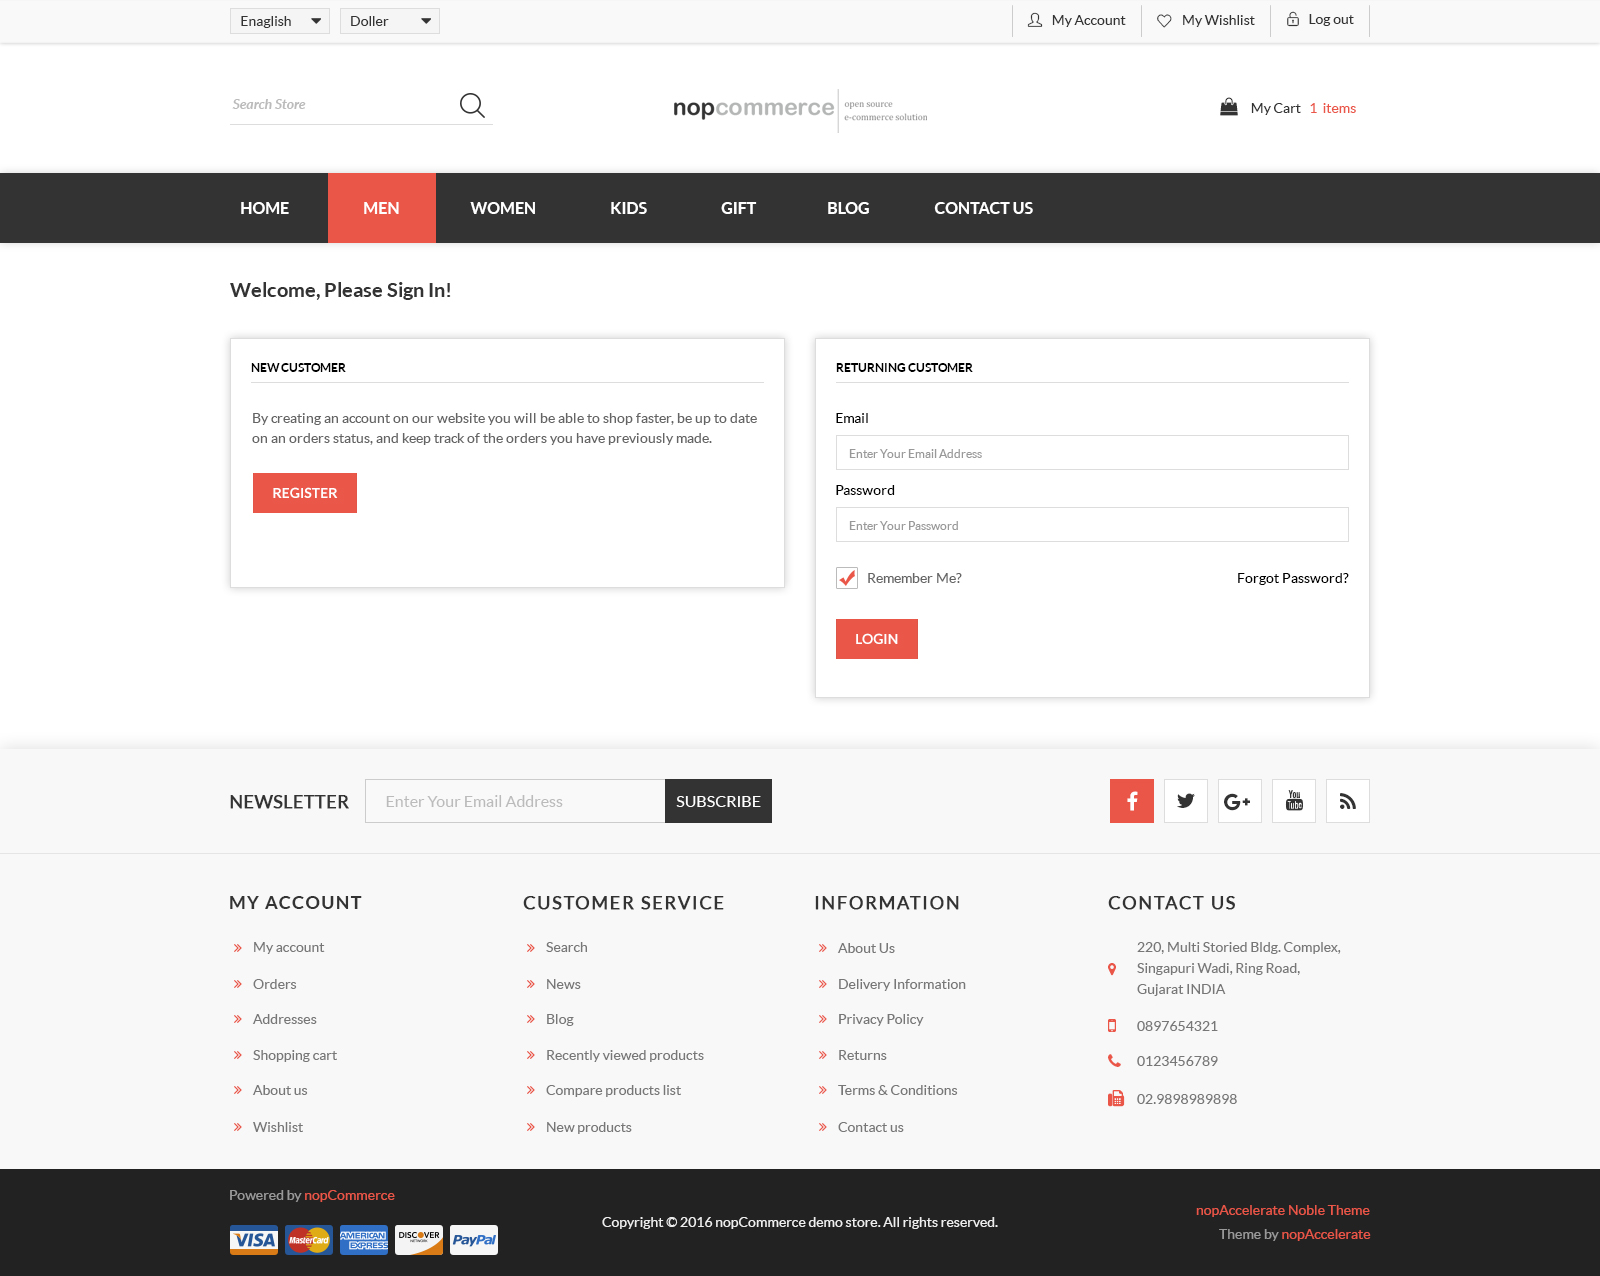 Enaglish
Doller
My Account
My Wishlist
Log out
Search Store
nopcommerce
open source
e-commerce solution
My Cart 1 items
HOME
MEN
WOMEN
KIDS
GIFT
BLOG
CONTACT US
Welcome, Please Sign In!
NEW CUSTOMER
By creating an account on our website you will be able to shop faster, be up to date
on an orders status, and keep track of the orders you have previously made.
REGISTER
RETURNING CUSTOMER
Email
Enter Your Email Address
Password
Enter Your Password
Remember Me?
Forgot Password?
LOGIN
NEWSLETTER
Enter Your Email Address
SUBSCRIBE
G+
You
Tube
MY ACCOUNT
My account
Orders
Addresses
Shopping cart
About us
Wishlist
CUSTOMER SERVICE
Search
News
Blog
Recently viewed products
Compare products list
New products
INFORMATION
About Us
Delivery Information
Privacy Policy
Returns
Terms & Conditions
Contact us
CONTACT US
220, Multi Storied Bldg. Complex,
Singapuri Wadi, Ring Road,
Gujarat INDIA
0897654321
0123456789
02.9898989898
Powered by nopCommerce
VISA
MasterCard
AMERICAN
EXPRESS
DISCOVER
NETWORK
PayPal
Copyright © 2016 nopCommerce demo store. All rights reserved.
nopAccelerate Noble Theme
Theme by nopAccelerate